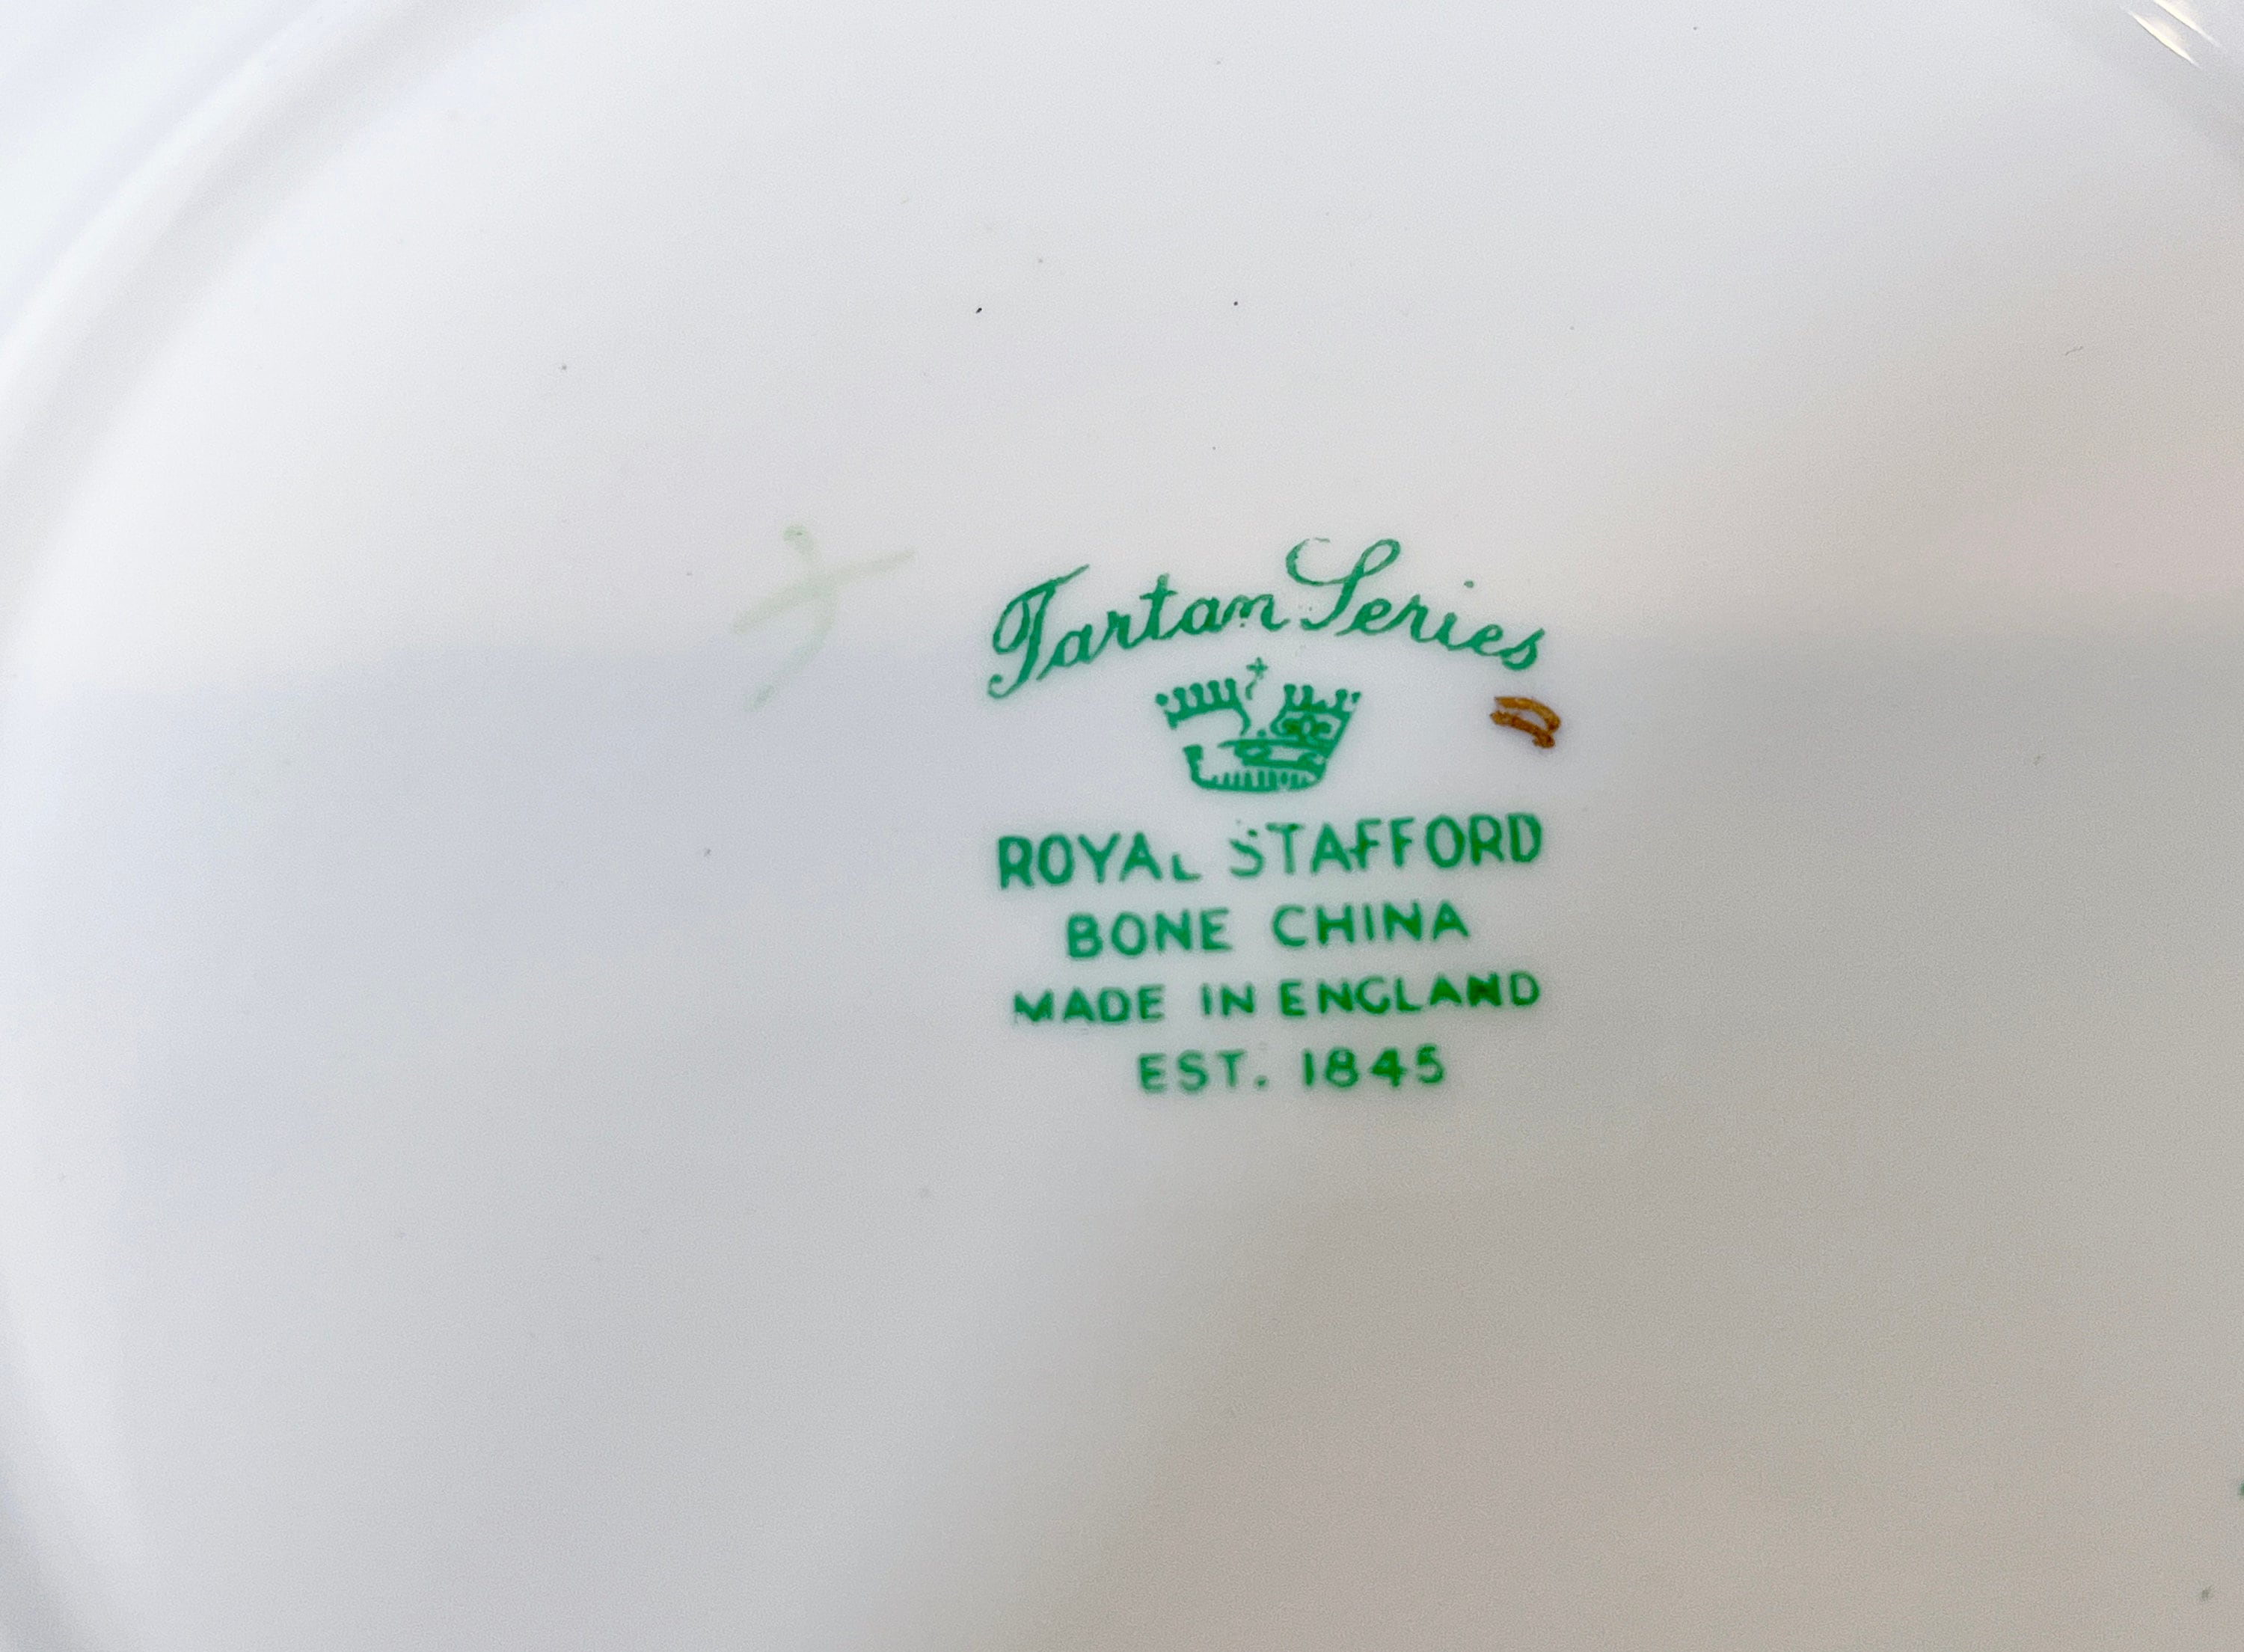 Tartan Series
ROYAL STAFFORD
BONE CHINA
MADE IN ENGLAND
EST. 1845